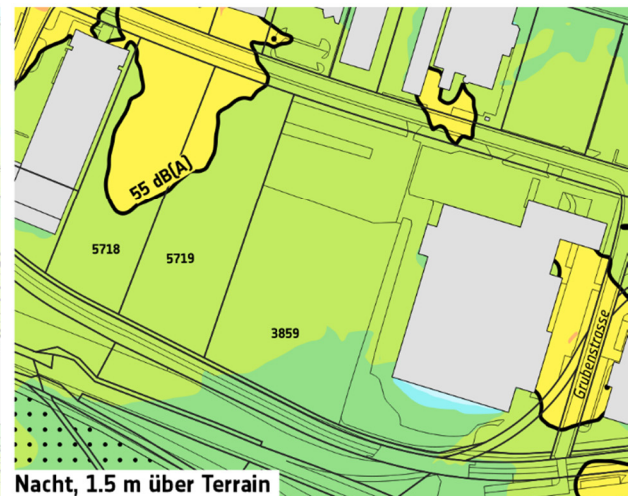 55 dB(A)
5718
5719
3859
Grubenstrasse
Nacht, 1.5 m über Terrain